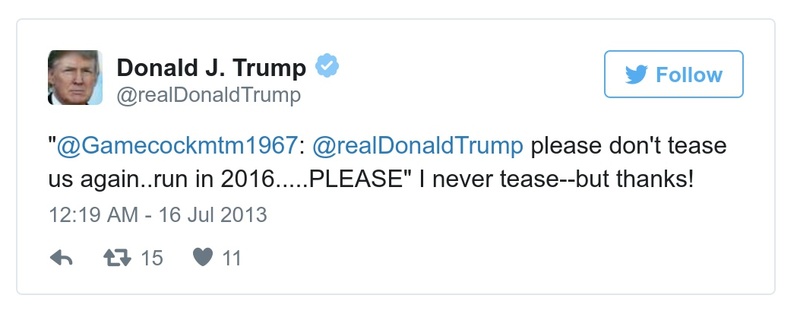 Donald J. Trump
@realDonaldTrump
Follow
"@Gamecockmtm1967: @realDonaldTrump please don't tease
us again..run in 2016.....PLEASE" I never tease--but thanks!
12:19 AM - 16 Jul 2013
15
11